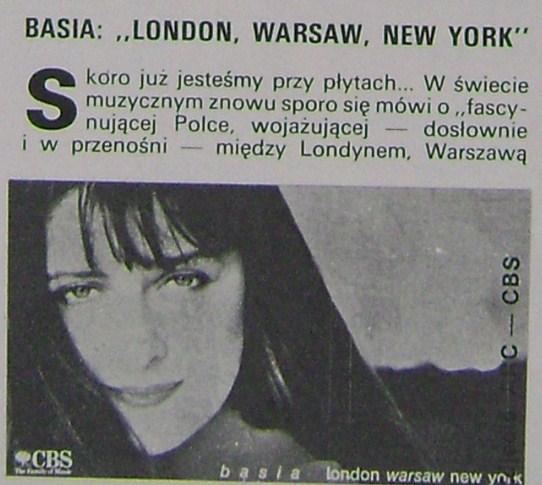 BASIA: ,,LONDON, WARSAW, NEW YORK''
Skoro już jesteśmy przy płytach... W świecie
muzycznym znowu sporo się mówi o ,,fascy-
nującej Polce, wojażującej — dosłownie
i w przenośni — między Londynem, Warszawą
C — CBS
CBS
The Family of Music
basia london warsaw new york